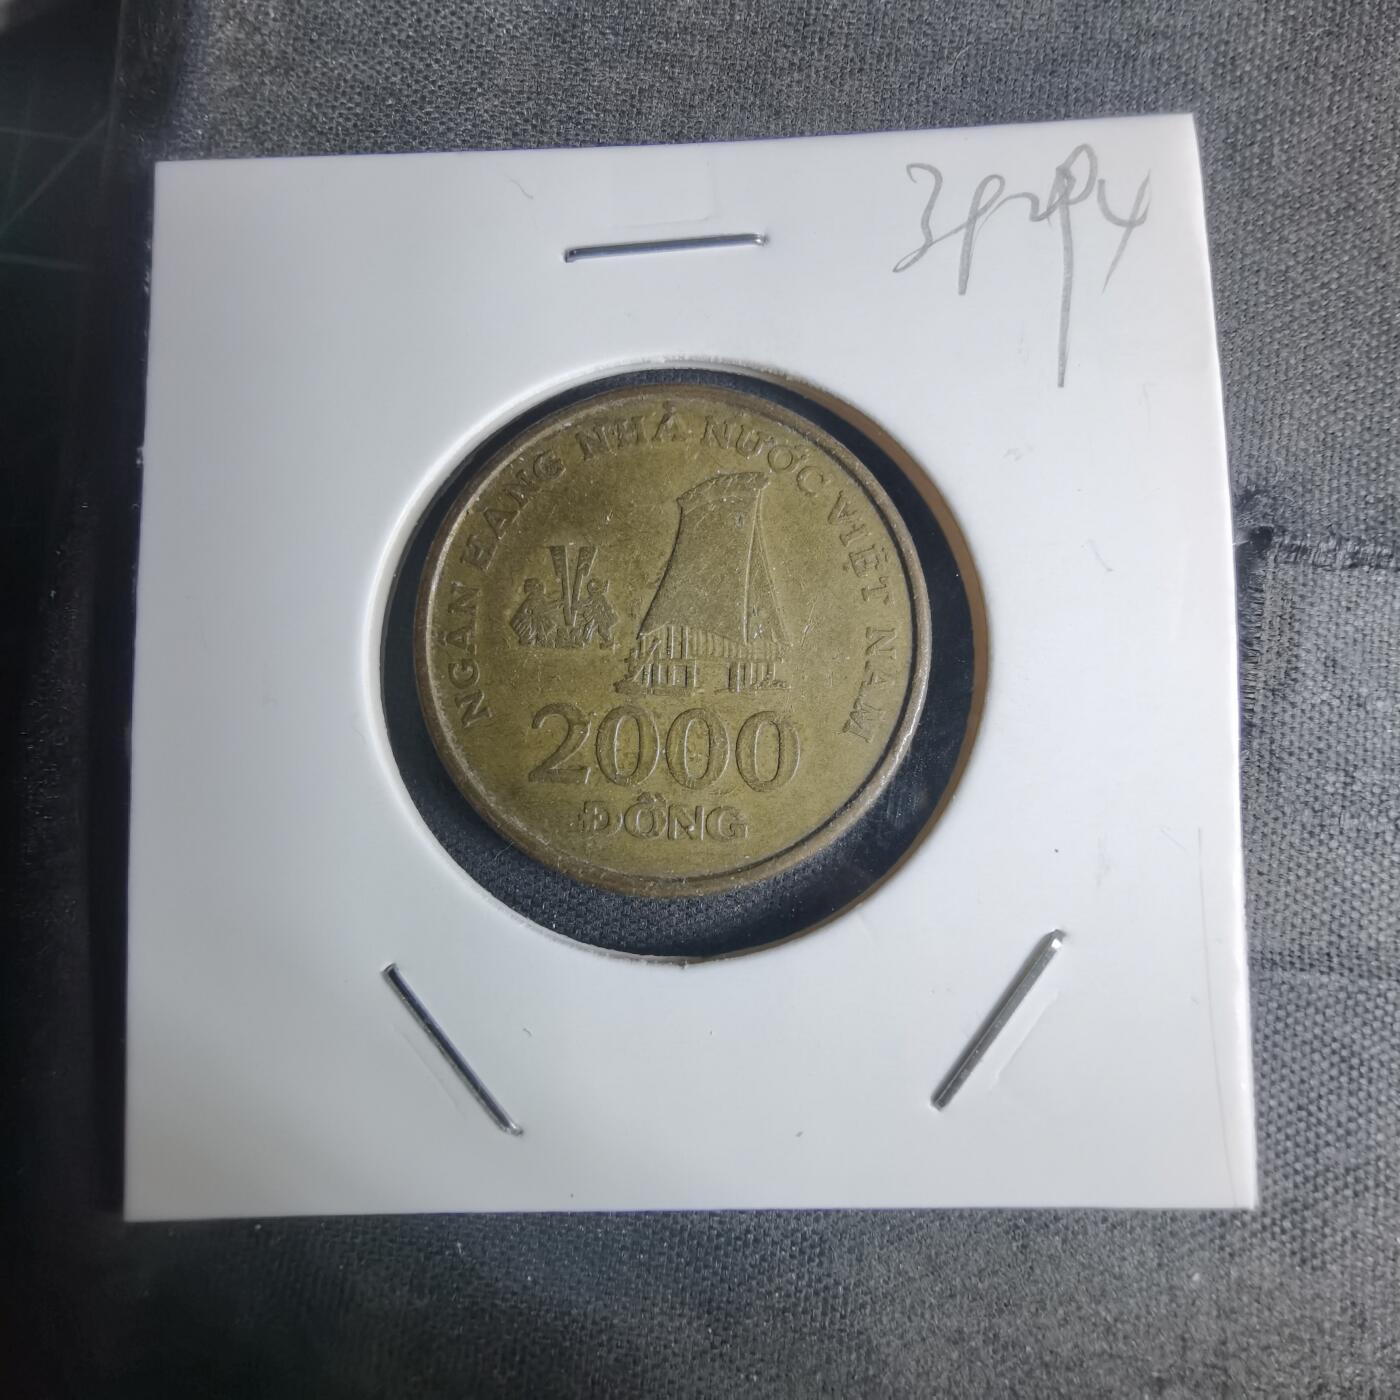 NGÂN HÀNG NHÀ NƯỚC VIỆT NAM
2000
ĐỒNG